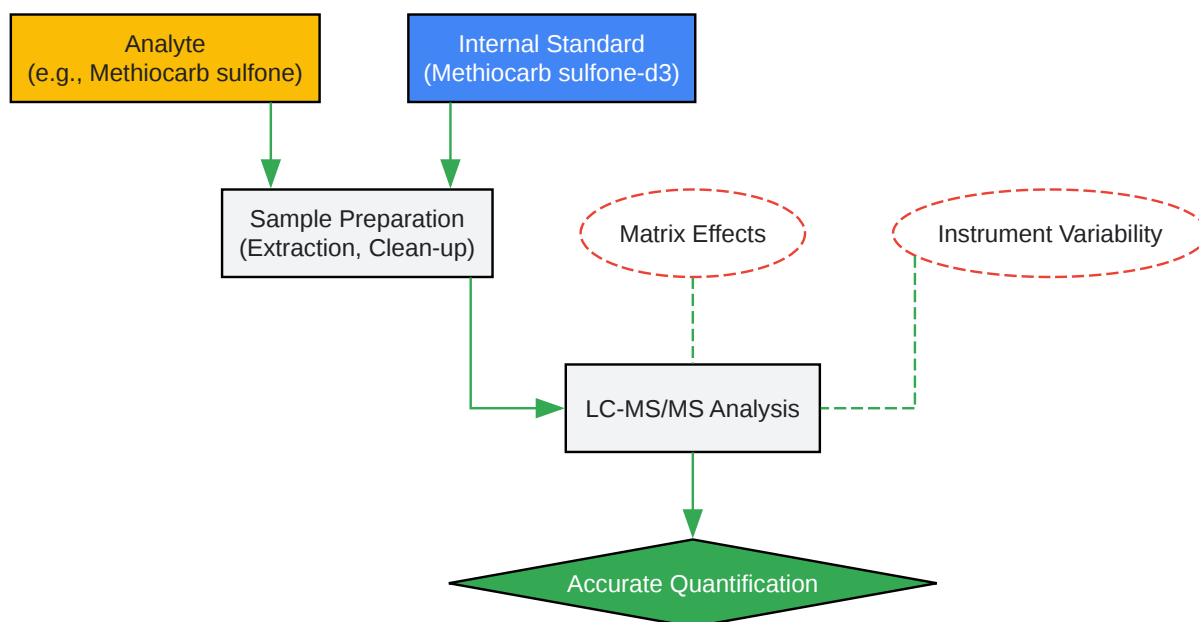 Analyte
(e.g., Methiocarb sulfone)
Internal Standard
(Methiocarb sulfone-d3)
Sample Preparation
(Extraction, Clean-up)
Matrix Effects
Instrument Variability
LC-MS/MS Analysis
Accurate Quantification